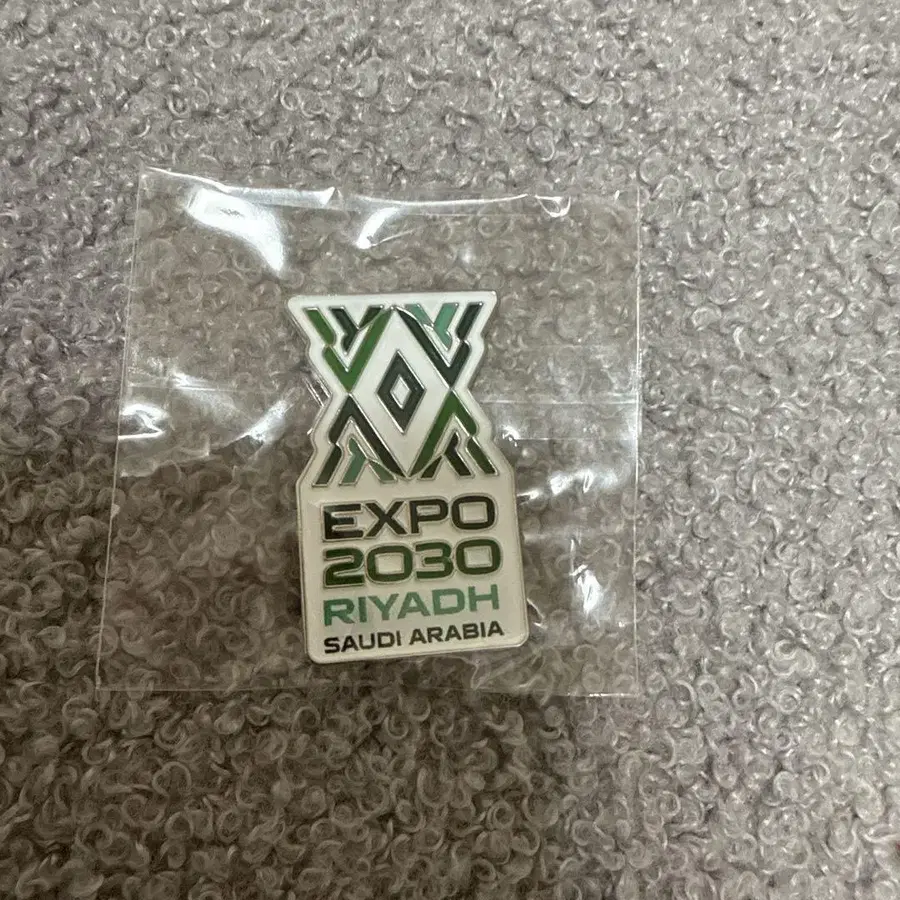 EXPO
2030
RIYADH
SAUDI ARABIA